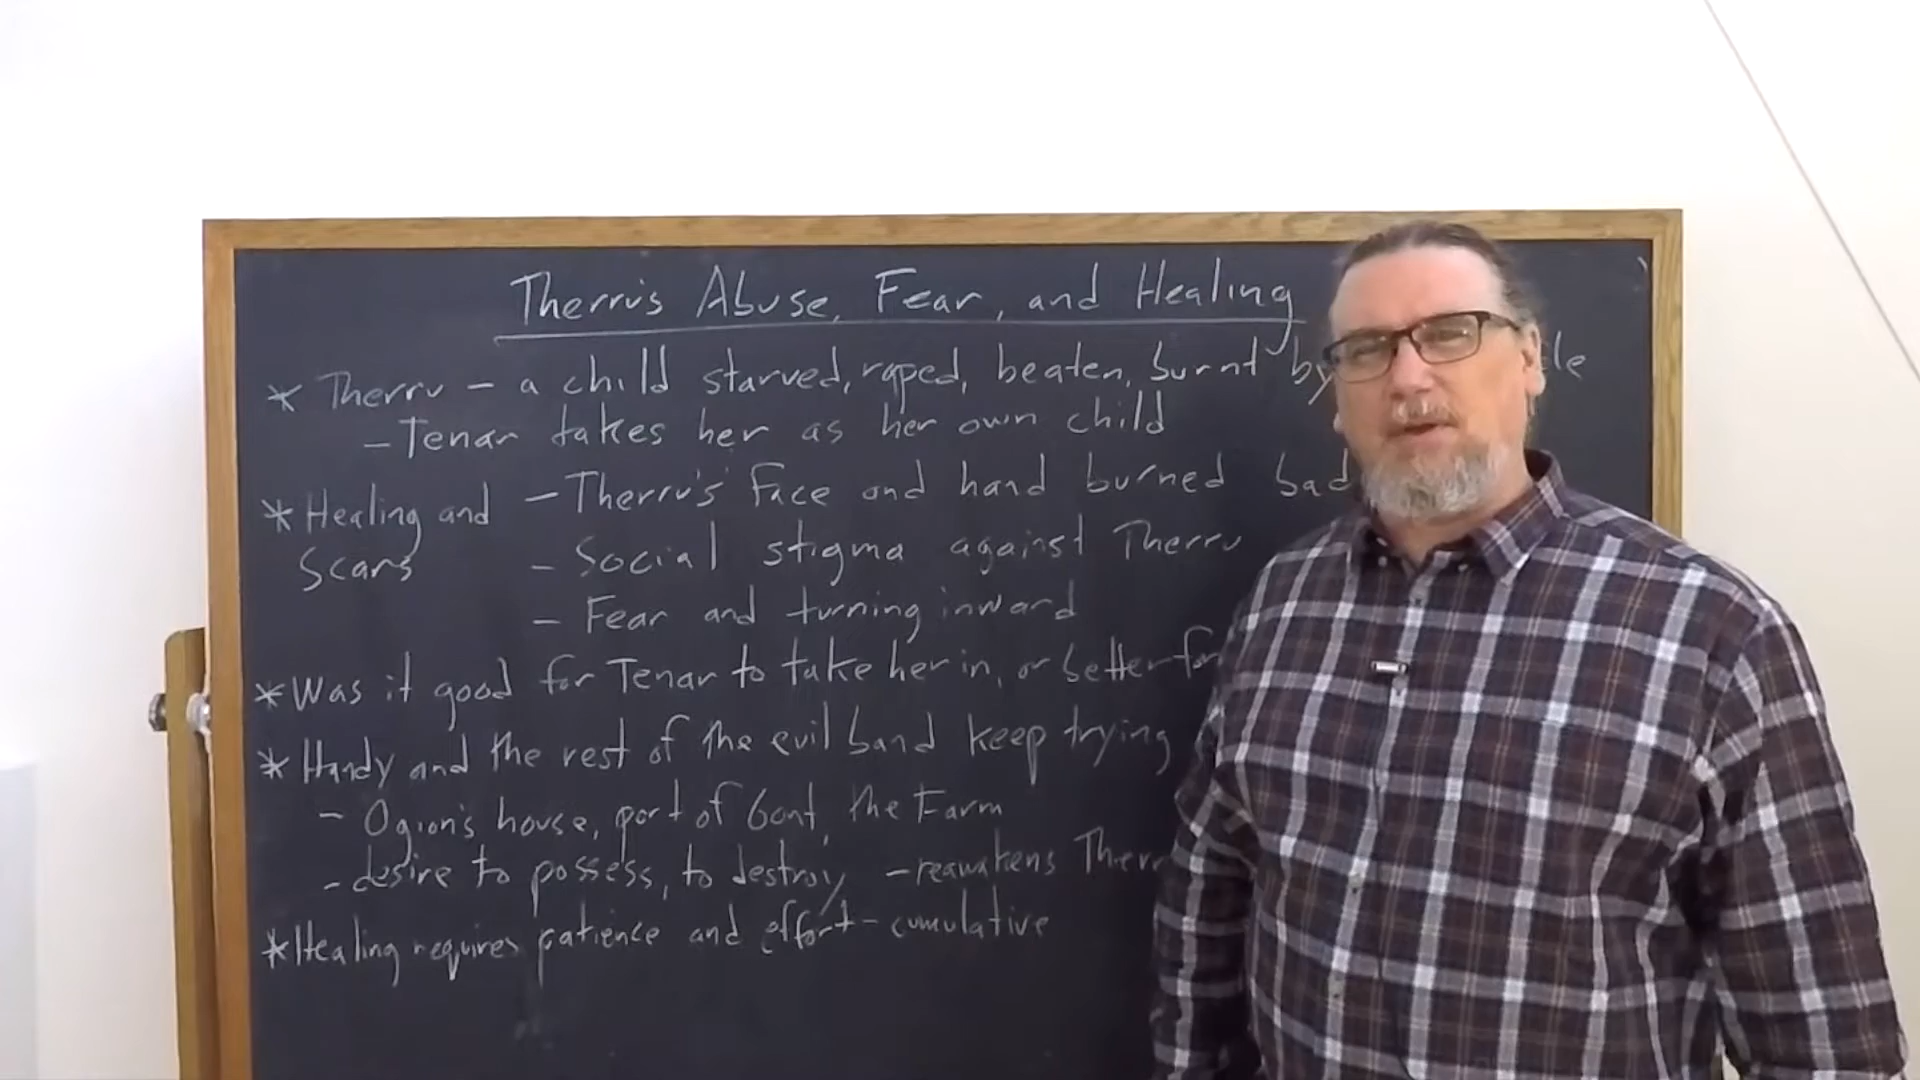 Therru's Abuse, Fear, and Healing
* Therru - a child starved, raped, beaten, burnt by
- Tenar takes her as her own child
* Healing and Scars
- Therru's face and hand burned bad
- Social stigma against Therru
- Fear and turning inward
* Was it good for Tenar to take her in, or better for
* Handy and the rest of the evil band keep trying
- Ogion's house, port of Gont, the Farm
- desire to possess, to destroy - reawakens Therr
* Healing requires patience and effort - cumulative